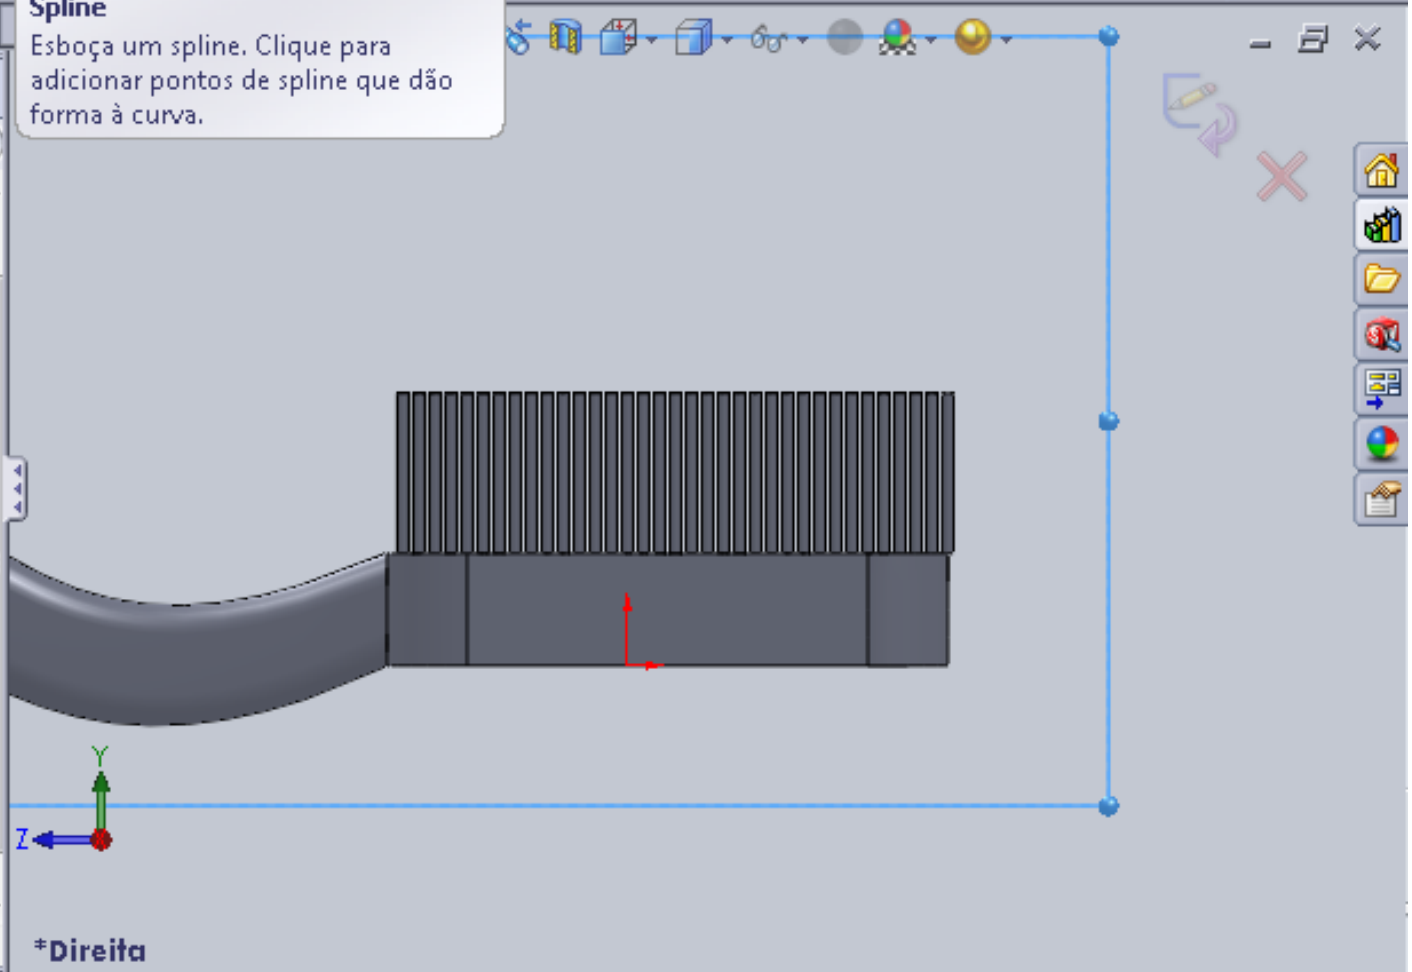 Spline
Esboça um spline. Clique para
adicionar pontos de spline que dão
forma à curva.
Y
Z
*Direita